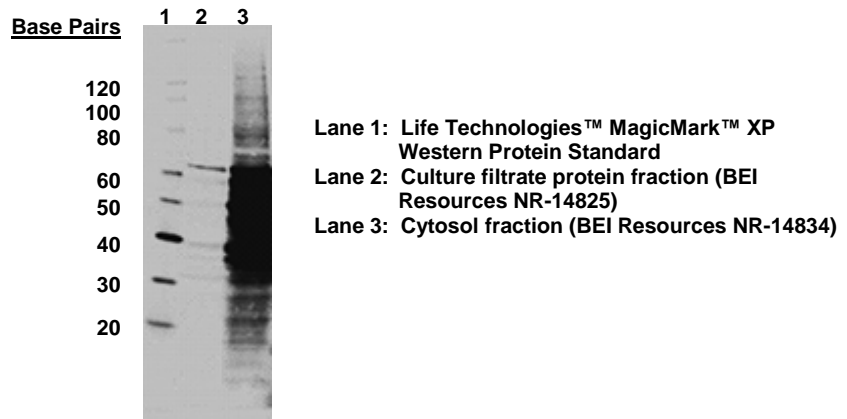 1 2 3
Base Pairs
120
100
80
60
50
40
30
20
Lane 1: Life Technologies™ MagicMark™ XP
Western Protein Standard
Lane 2: Culture filtrate protein fraction (BEI
Resources NR-14825)
Lane 3: Cytosol fraction (BEI Resources NR-14834)